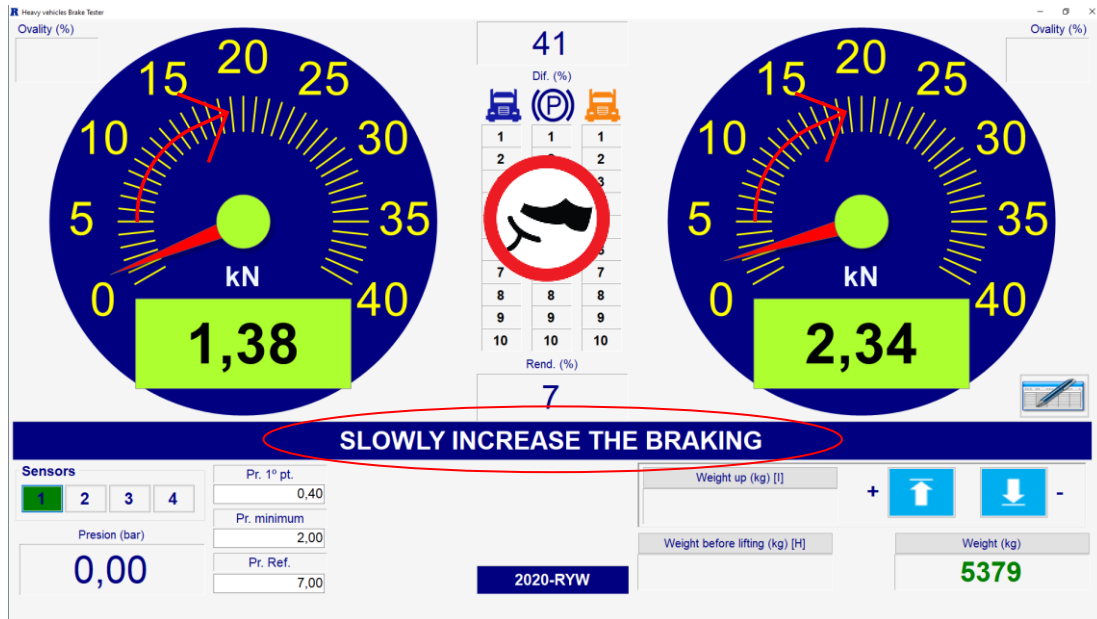 Heavy vehicles Brake Tester
Ovality (%)
0
5
10
15
20
25
30
35
40
kN
1,38
41
Dif. (%)
P
1 1 1
2 2
3
7 7
8 8 8
9 9 9
10 10 10
Rend. (%)
7
Ovality (%)
0
5
10
15
20
25
30
35
40
kN
2,34
SLOWLY INCREASE THE BRAKING
Sensors
1 2 3 4
Presion (bar)
0,00
Pr. 1º pt.
0,40
Pr. minimum
2,00
Pr. Ref.
7,00
2020-RYW
Weight up (kg) [I]
+ -
Weight before lifting (kg) [H]
Weight (kg)
5379